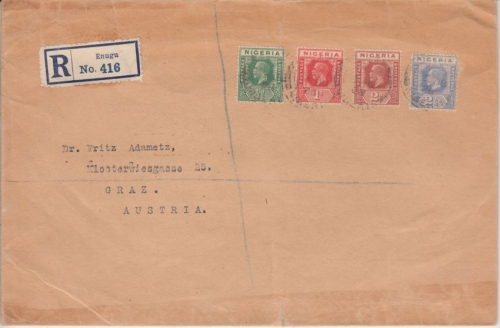 Enugu
R No. 416
NIGERIA NIGERIA NIGERIA NIGERIA
Dr. Fritz Adametz,
Klosterwiesgasse 25.
GRAZ.
AUSTRIA.